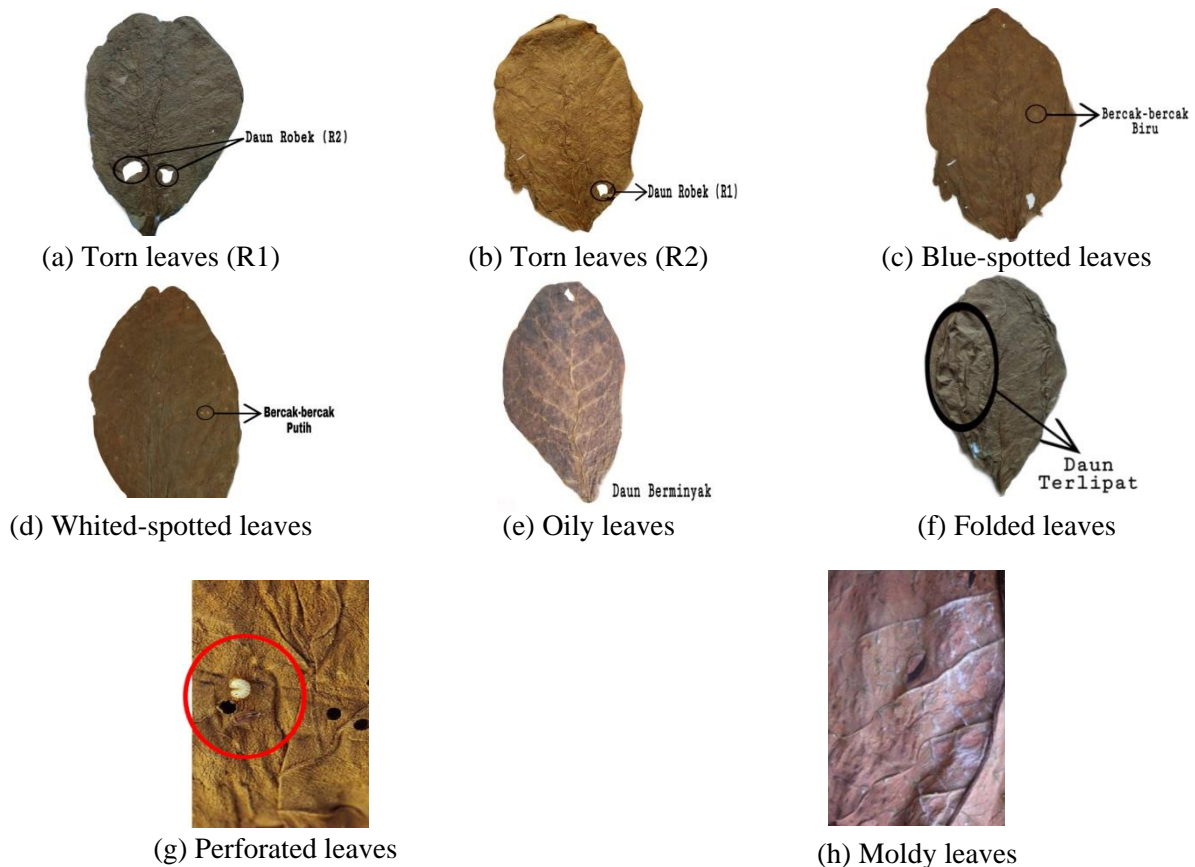 Daun Robek (R2)
Daun Robek (R1)
Bercak-bercak
Biru
(a) Torn leaves (R1)
(b) Torn leaves (R2)
(c) Blue-spotted leaves
Bercak-bercak
Putih
Daun Berminyak
Daun
Terlipat
(d) Whited-spotted leaves
(e) Oily leaves
(f) Folded leaves
(g) Perforated leaves
(h) Moldy leaves